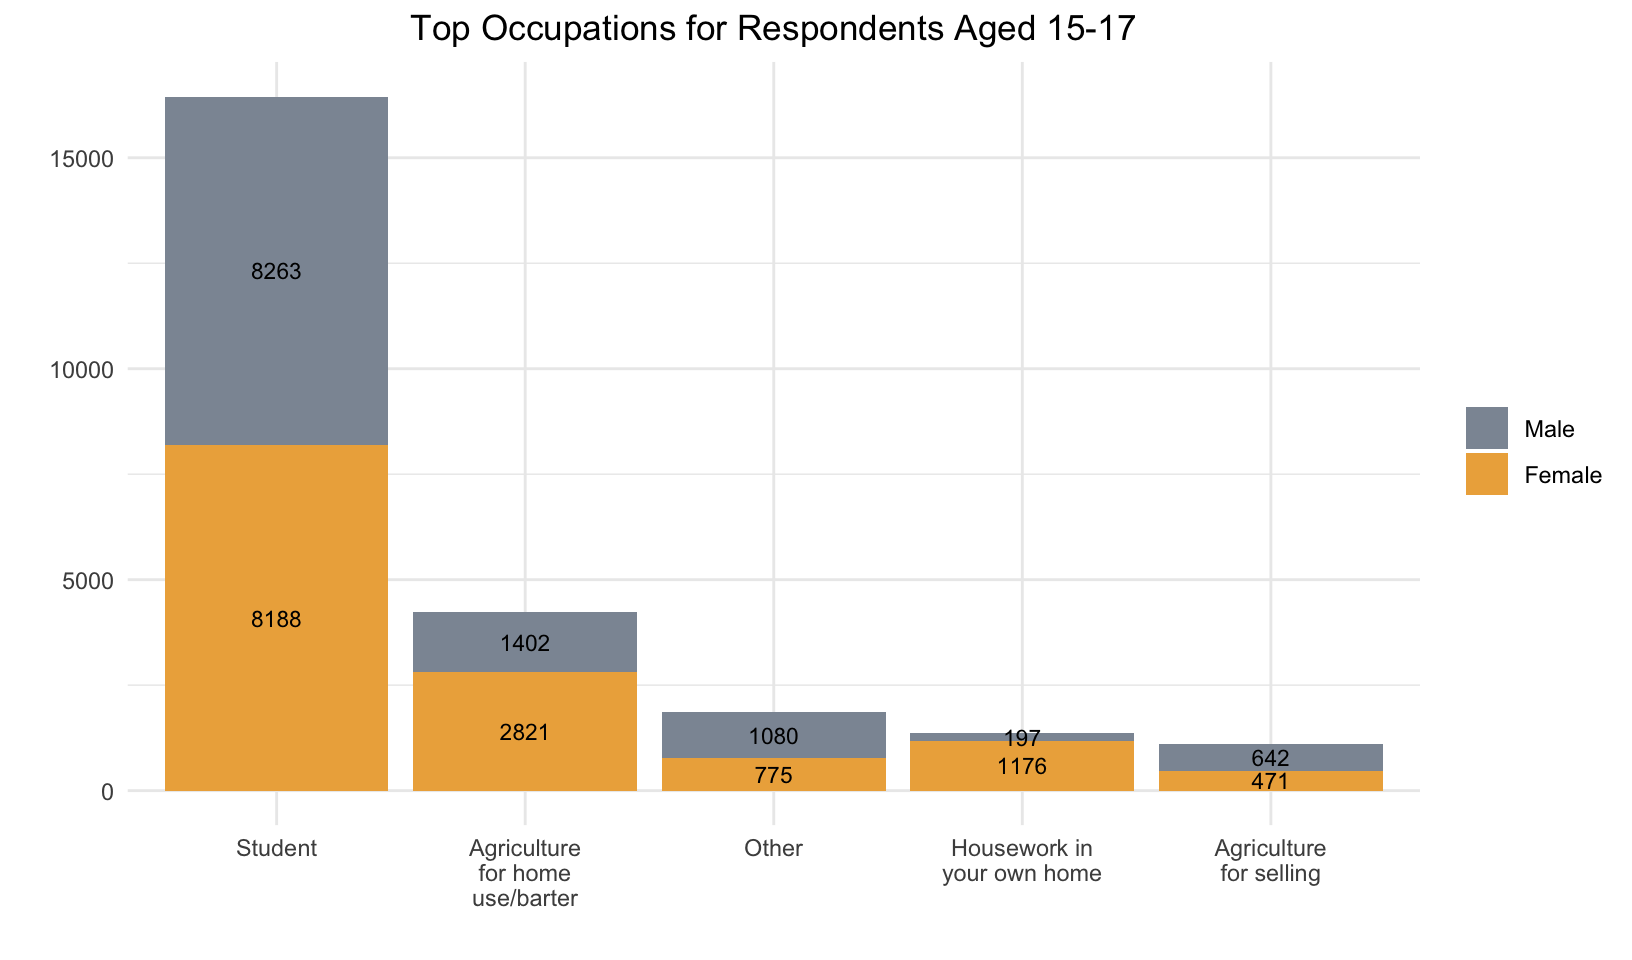 Top Occupations for Respondents Aged 15-17
15000
10000
5000
0
8263
8188
1402
2821
1080
775
197
1176
642
471
Student
Agriculture
for home
use/barter
Other
Housework in
your own home
Agriculture
for selling
Male
Female